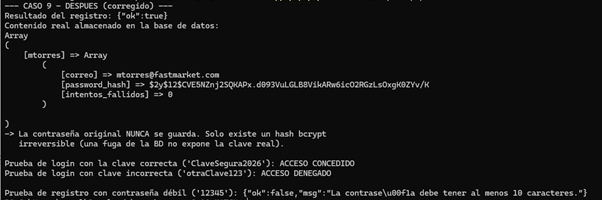 --- CASO 9 - DESPUES (corregido) ---
Resultado del registro: {"ok":true}
Contenido real almacenado en la base de datos:
Array
(
    [mtorres] => Array
        (
            [correo] => mtorres@fastmarket.com
            [password_hash] => $2y$12$CVE5NZnj2SQKAPx.d093VuLGLB8VikARw6icO2RGzLsOxgK0ZYv/K
            [intentos_fallidos] => 0
        )
)
-> La contraseña original NUNCA se guarda. Solo existe un hash bcrypt
   irreversible (una fuga de la BD no expone la clave real).
Prueba de login con la clave correcta ('ClaveSegura2026'): ACCESO CONCEDIDO
Prueba de login con clave incorrecta ('otraClave123'): ACCESO DENEGADO
Prueba de registro con contraseña débil ('12345'): {"ok":false,"msg":"La contrase\u00f1a debe tener al menos 10 caracteres."}